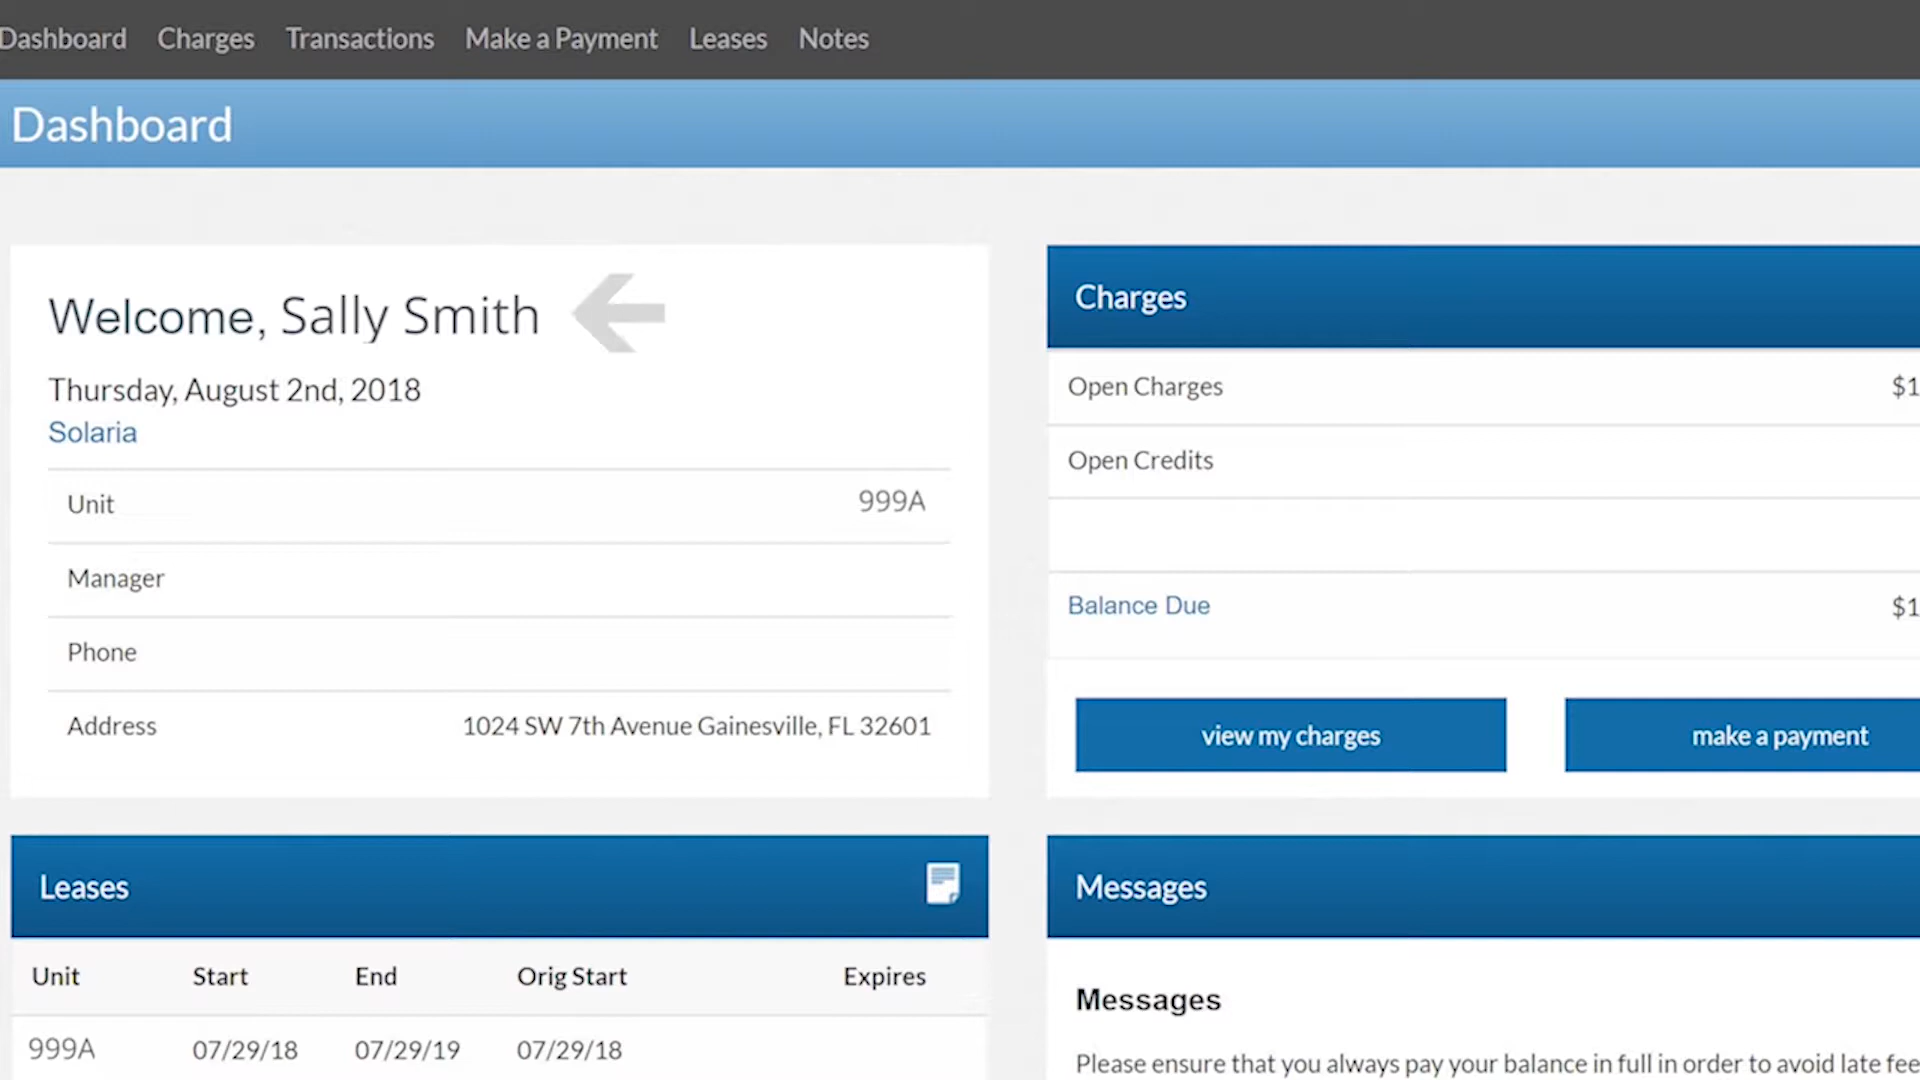 Dashboard Charges Transactions Make a Payment Leases Notes
Dashboard
Welcome, Sally Smith
Thursday, August 2nd, 2018
Solaria
Unit 999A
Manager
Phone
Address 1024 SW 7th Avenue Gainesville, FL 32601
Charges
Open Charges $1
Open Credits
Balance Due $1
view my charges make a payment
Leases
Unit Start End Orig Start Expires
999A 07/29/18 07/29/19 07/29/18
Messages
Messages
Please ensure that you always pay your balance in full in order to avoid late fee